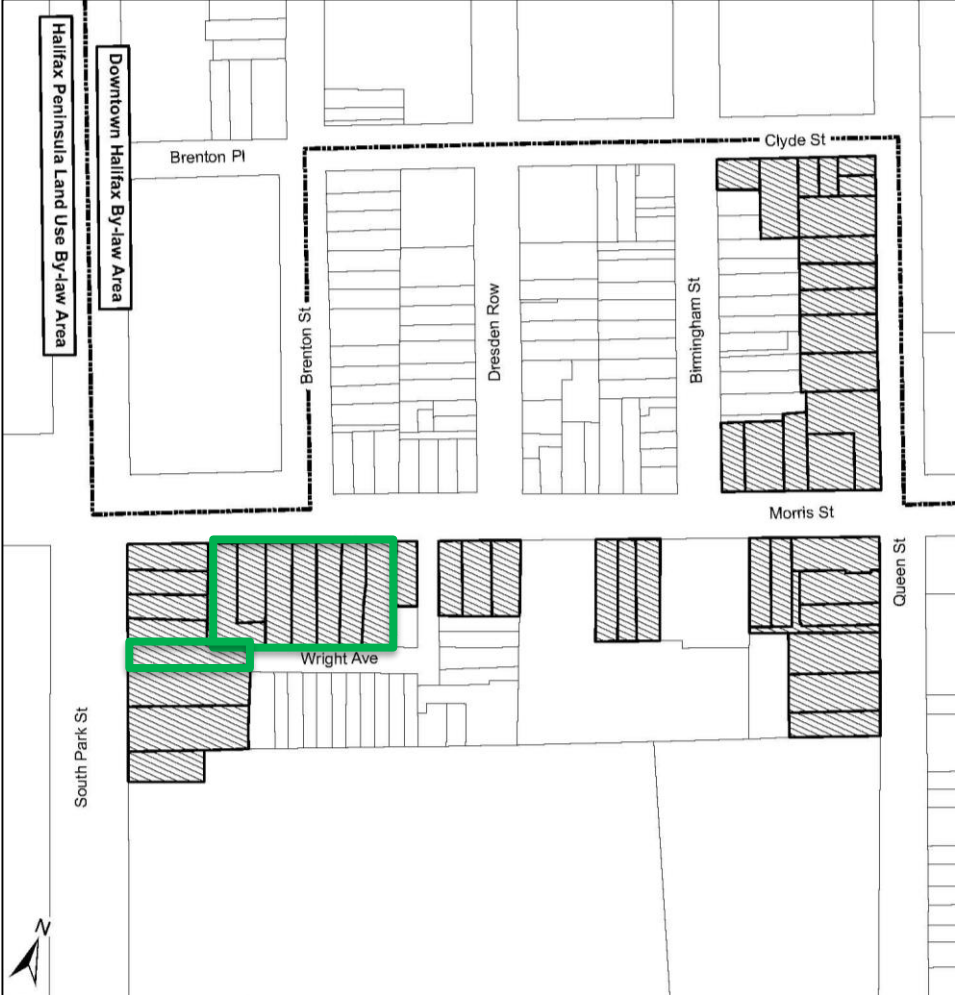 Halifax Peninsula Land Use By-law Area
Downtown Halifax By-law Area
Brenton Pl
Clyde St
Brenton St
Dresden Row
Birmingham St
Morris St
Queen St
Wright Ave
South Park St
N